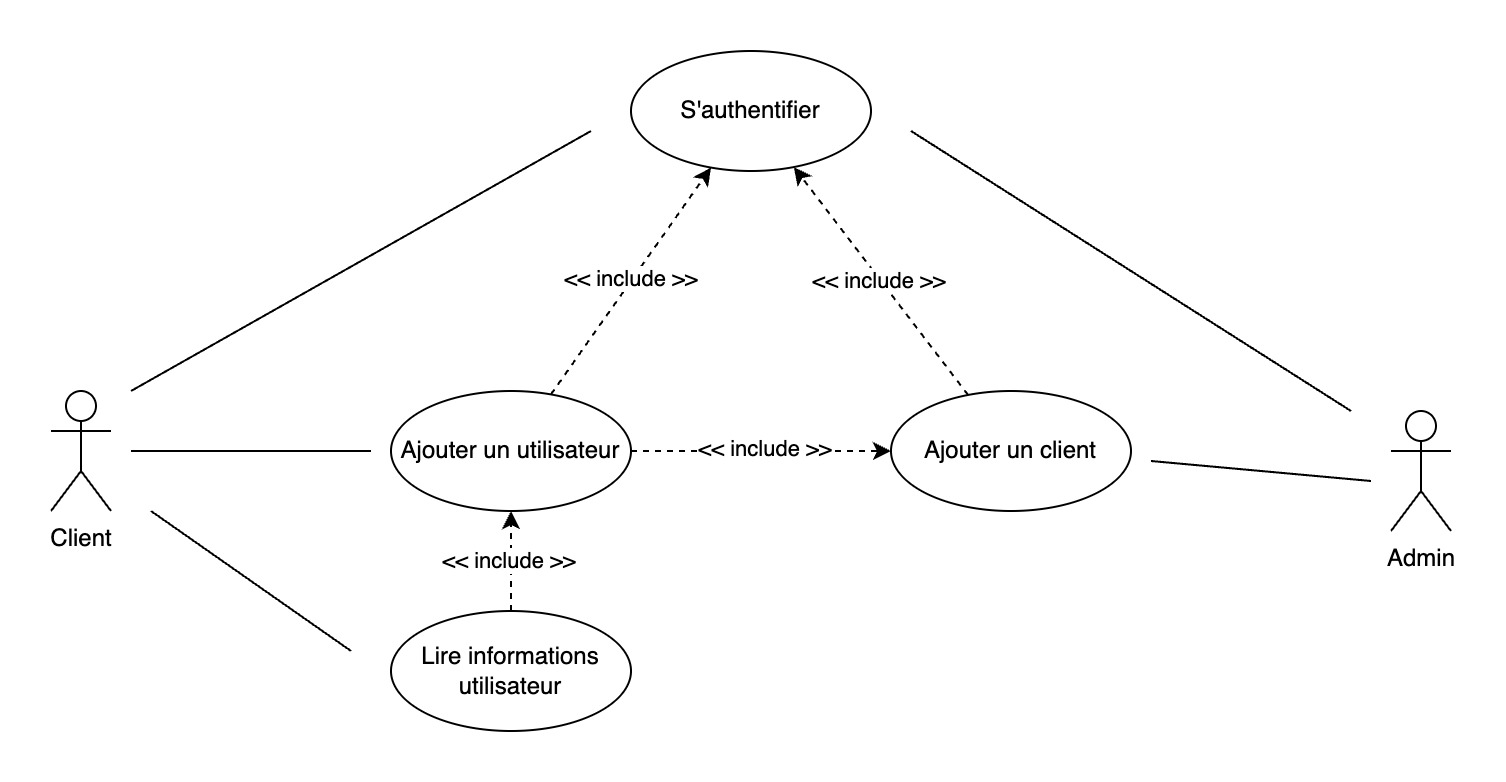 S'authentifier
<< include >>
<< include >>
Ajouter un utilisateur
<< include >>
Ajouter un client
Client
Admin
<< include >>
Lire informations
utilisateur